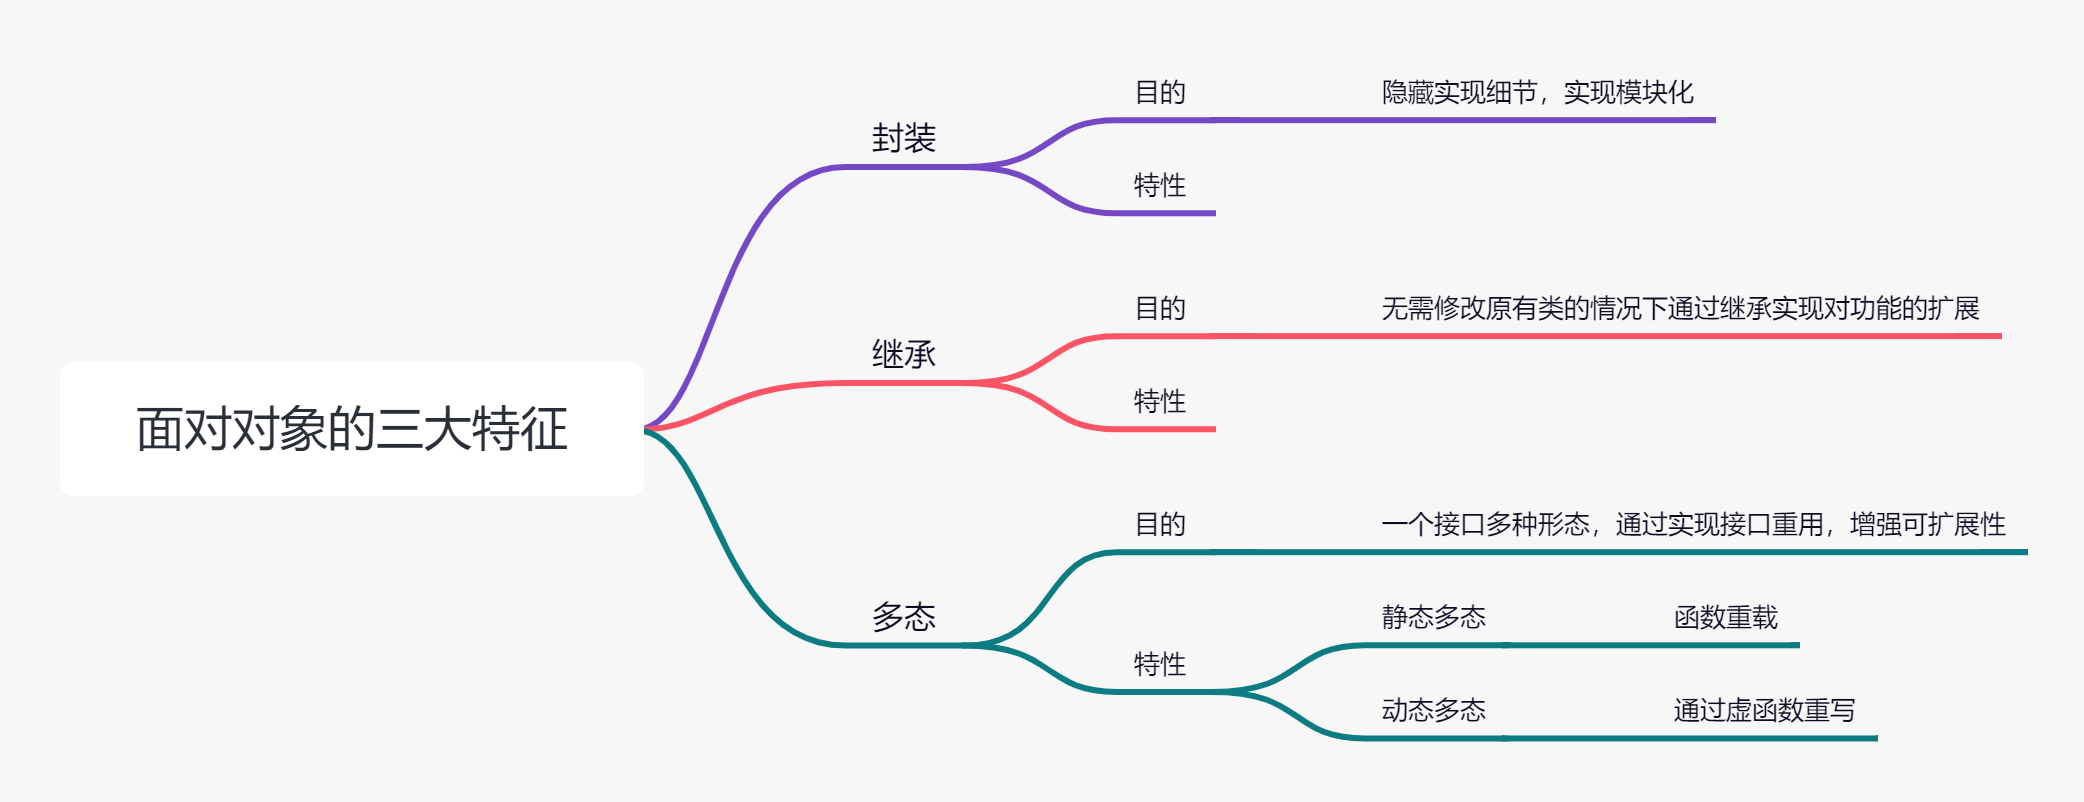 面对对象的三大特征
封装
目的
隐藏实现细节，实现模块化
特性
继承
目的
无需修改原有类的情况下通过继承实现对功能的扩展
特性
多态
目的
一个接口多种形态，通过实现接口重用，增强可扩展性
特性
静态多态
函数重载
动态多态
通过虚函数重写